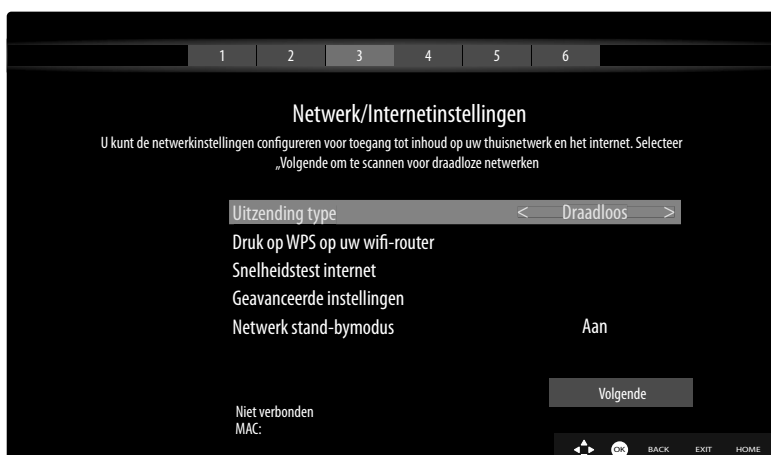 1 2 3 4 5 6
Netwerk/Internetinstellingen
U kunt de netwerkinstellingen configureren voor toegang tot inhoud op uw thuisnetwerk en het internet. Selecteer
„Volgende om te scannen voor draadloze netwerken
Uitzending type < Draadloos >
Druk op WPS op uw wifi-router
Snelheidstest internet
Geavanceerde instellingen
Netwerk stand-bymodus Aan
Volgende
Niet verbonden
MAC:
OK BACK EXIT HOME